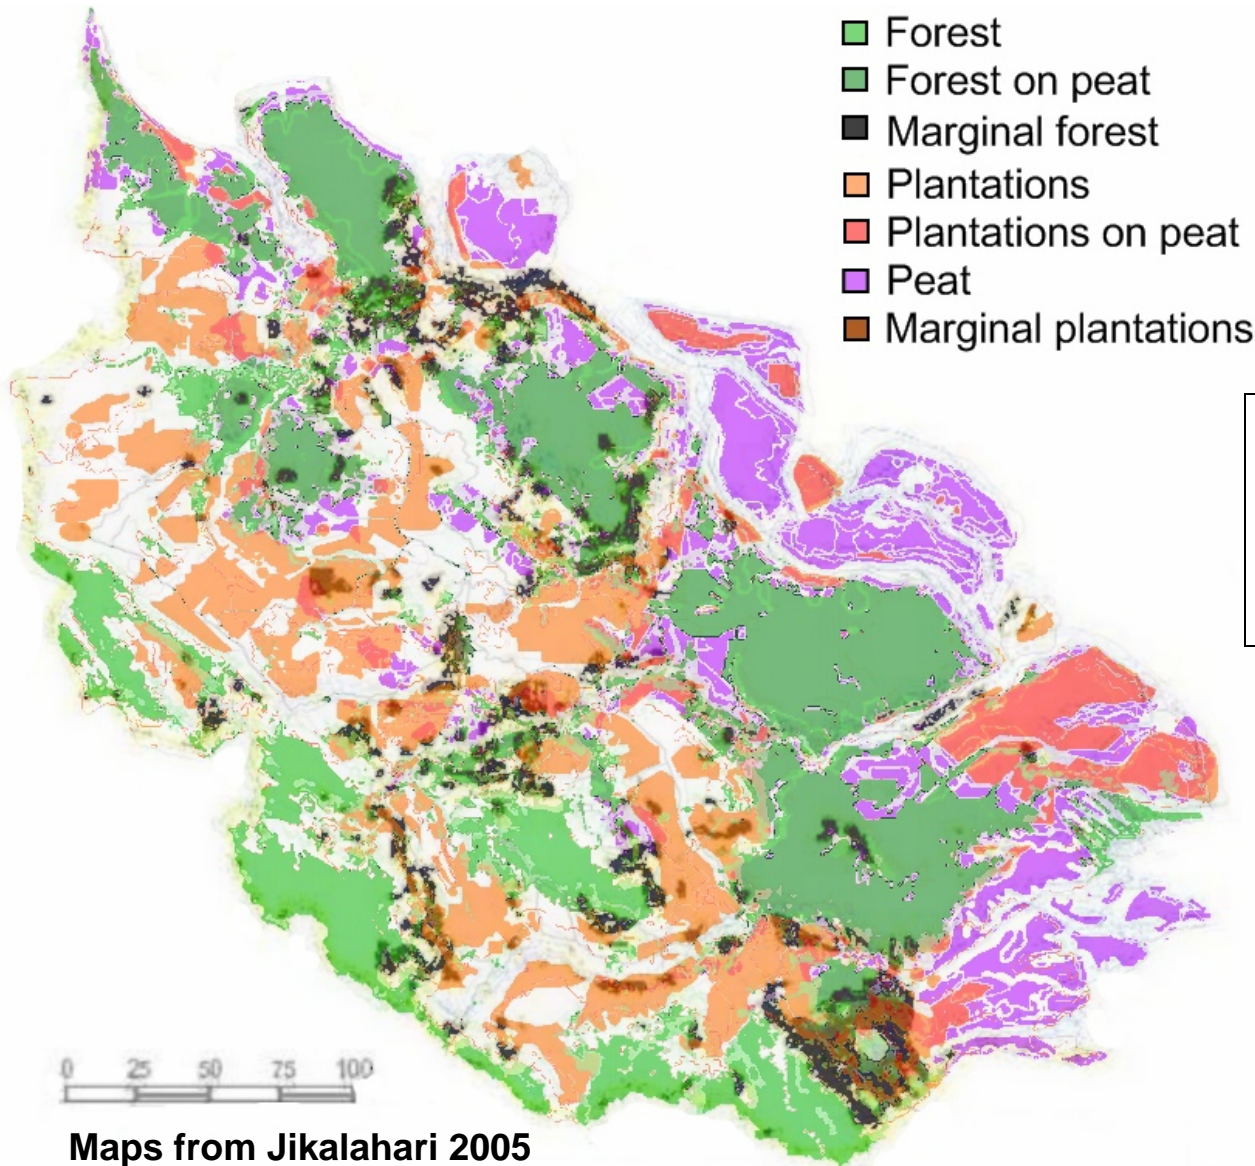 Forest
Forest on peat
Marginal forest
Plantations
Plantations on peat
Peat
Marginal plantations
0 25 50 75 100
Maps from Jikalahari 2005